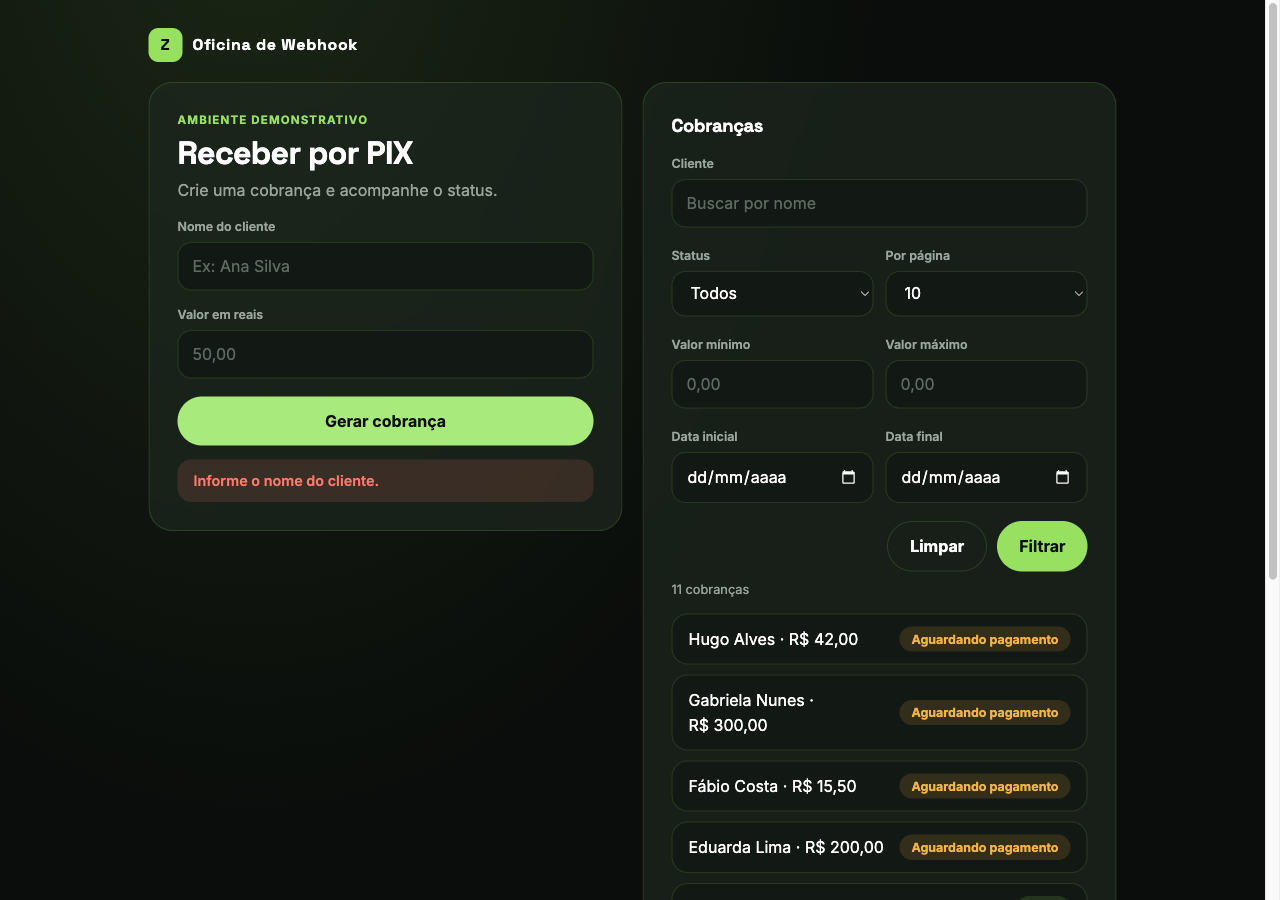 Z
Oficina de Webhook
AMBIENTE DEMONSTRATIVO
Receber por PIX
Crie uma cobrança e acompanhe o status.
Nome do cliente
Ex: Ana Silva
Valor em reais
50,00
Gerar cobrança
Informe o nome do cliente.
Cobranças
Cliente
Buscar por nome
Status
Por página
Todos
10
Valor mínimo
Valor máximo
0,00
0,00
Data inicial
Data final
dd/mm/aaaa
dd/mm/aaaa
Limpar
Filtrar
11 cobranças
Hugo Alves · R$ 42,00
Aguardando pagamento
Gabriela Nunes ·
R$ 300,00
Aguardando pagamento
Fábio Costa · R$ 15,50
Aguardando pagamento
Eduarda Lima · R$ 200,00
Aguardando pagamento